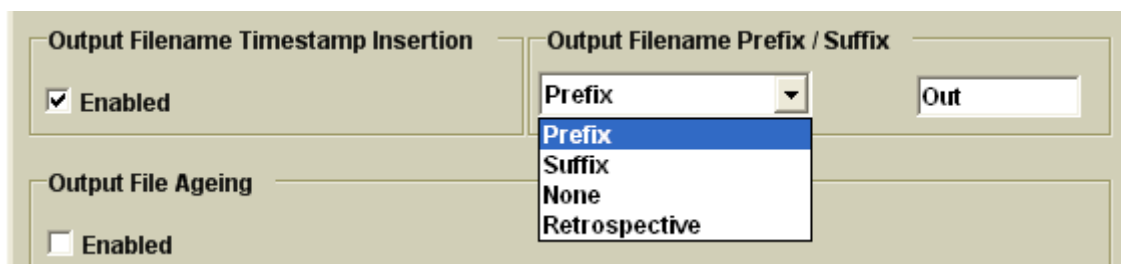 Output Filename Timestamp Insertion
Output Filename Prefix / Suffix
Enabled
Prefix
Out
Prefix
Suffix
None
Retrospective
Output File Ageing
Enabled